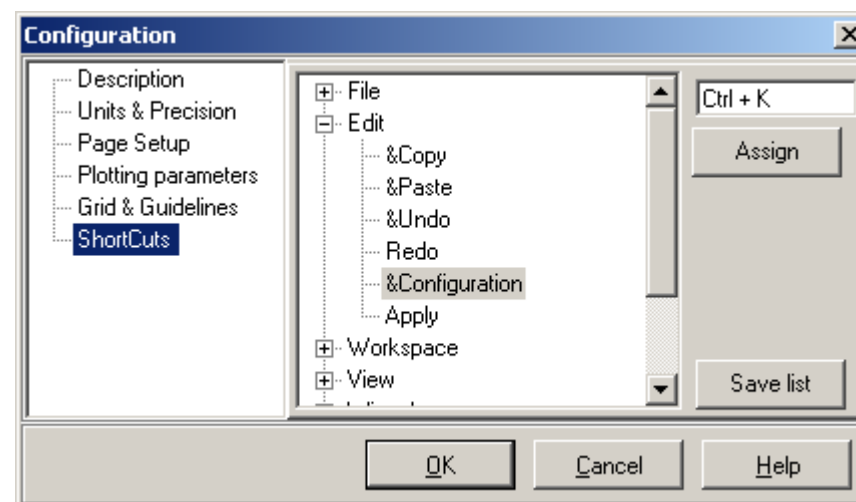 Configuration
Description
Units & Precision
Page Setup
Plotting parameters
Grid & Guidelines
ShortCuts
File
Edit
&Copy
&Paste
&Undo
Redo
&Configuration
Apply
Workspace
View
Ctrl + K
Assign
Save list
OK
Cancel
Help